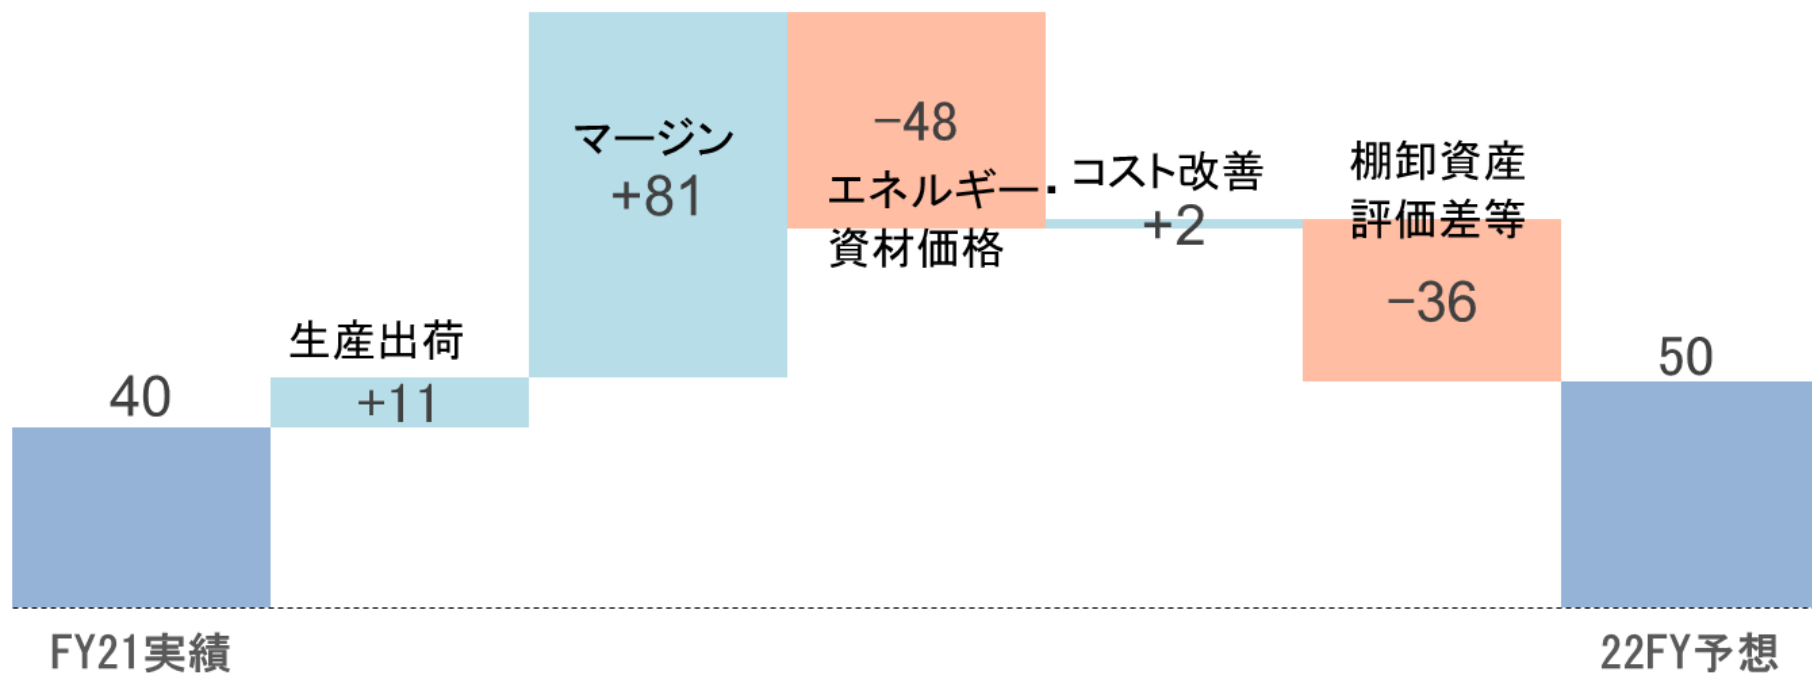 40
生産出荷
+11
マージン
+81
−48
エネルギー・
資材価格
コスト改善
+2
棚卸資産
評価差等
−36
50
FY21実績
22FY予想